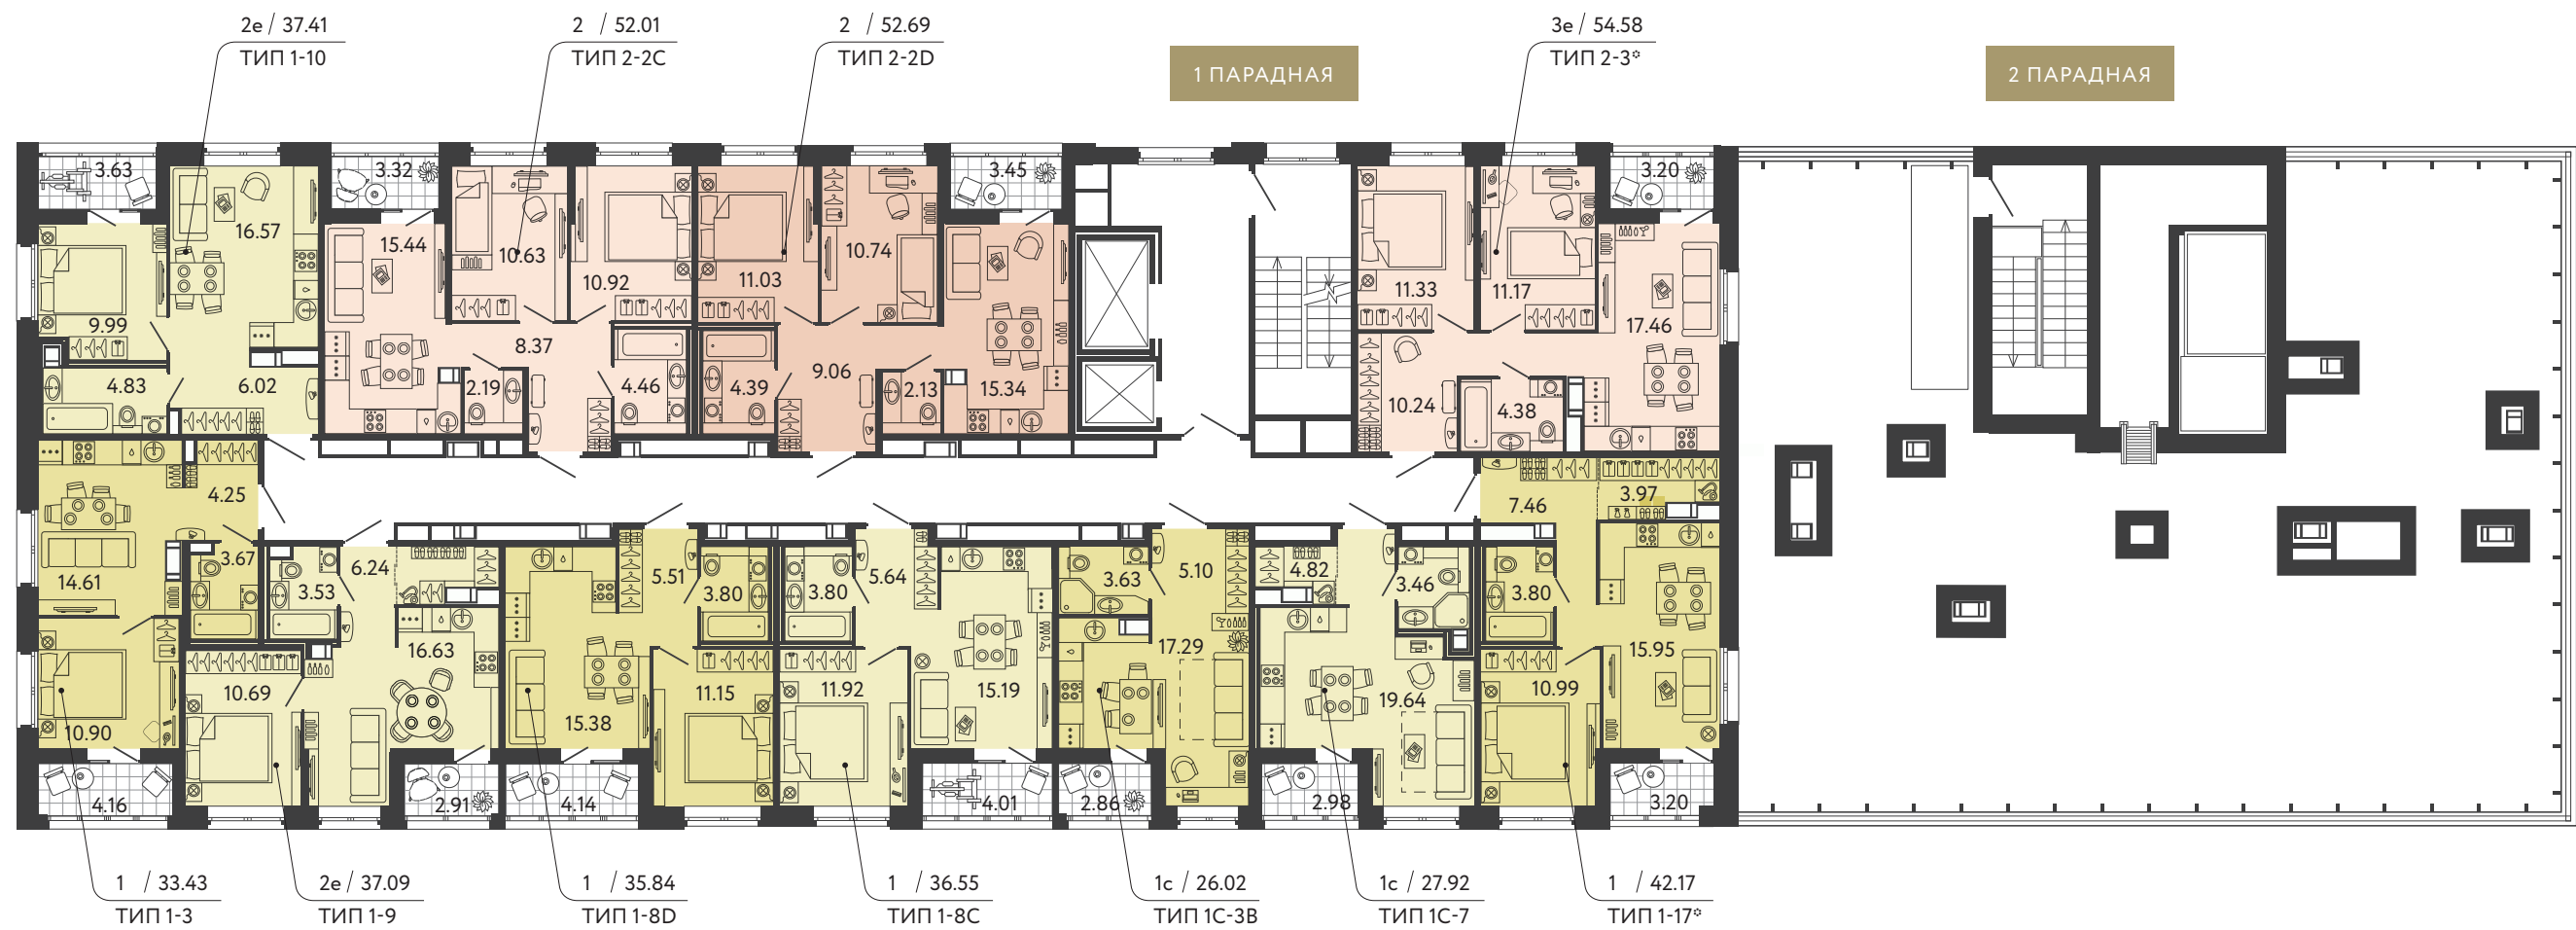 2е / 37.41
ТИП 1-10
2 / 52.01
ТИП 2-2С
2 / 52.69
ТИП 2-2D
3е / 54.58
ТИП 2-3*
1 ПАРАДНАЯ
2 ПАРАДНАЯ
3.63
16.57
3.32
15.44
10.63
10.92
11.03
10.74
3.45
11.33
11.17
3.20
17.46
9.99
4.83
6.02
2.19
8.37
4.46
4.39
9.06
2.13
15.34
10.24
4.38
4.25
14.61
3.67
3.53
6.24
5.51
3.80
3.80
5.64
3.63
5.10
4.82
3.46
7.46
3.97
3.80
10.90
10.69
16.63
15.38
11.15
11.92
15.19
17.29
19.64
10.99
15.95
4.16
2.91
4.14
4.01
2.86
2.98
3.20
1 / 33.43
ТИП 1-3
2е / 37.09
ТИП 1-9
1 / 35.84
ТИП 1-8D
1 / 36.55
ТИП 1-8С
1с / 26.02
ТИП 1С-3В
1с / 27.92
ТИП 1С-7
1 / 42.17
ТИП 1-17*